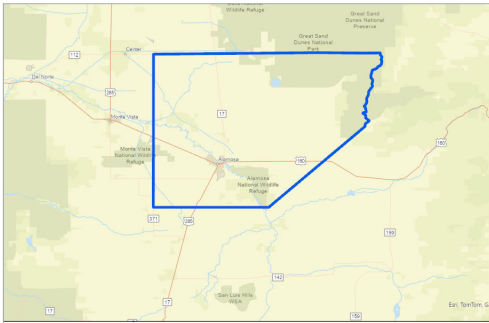 Wildlife Refuge
Great Sand
Dunes National
Preserve
Great Sand
Dunes National
Park
Center
112
Del Norte
285
17
Monte Vista
160
Monte Vista
National Wildlife
Refuge
Alamosa
160
Alamosa
National Wildlife
Refuge
371
285
159
142
San Luis Hills
WSA
17
17
159
Esri, TomTom, G